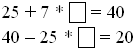 25 + 7 * □ = 40
40 – 25 * □ = 20